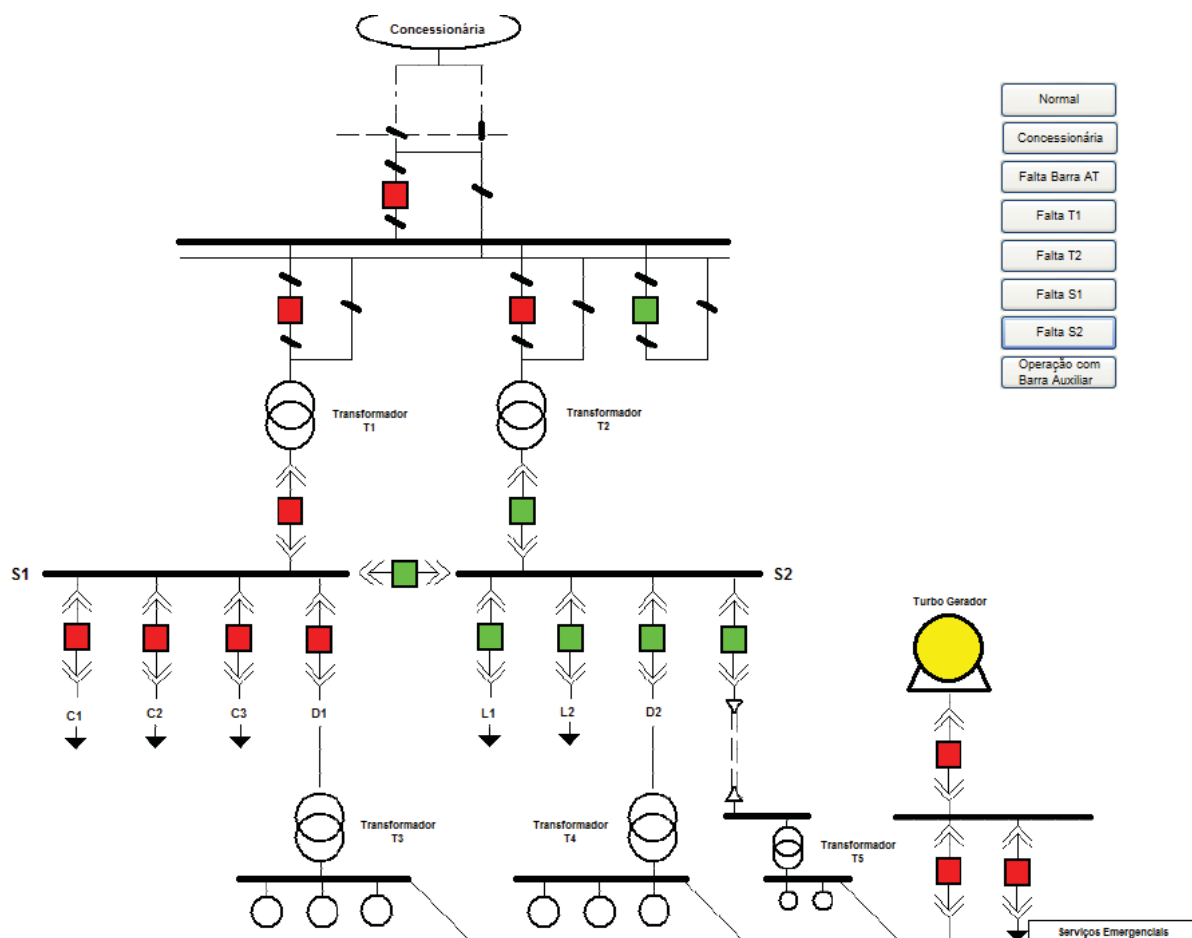 Concessionária
Normal
Concessionária
Falta Barra AT
Falta T1
Falta T2
Falta S1
Falta S2
Operação com
Barra Auxiliar
Transformador
T1
Transformador
T2
S1
S2
Turbo Gerador
C1
C2
C3
D1
L1
L2
D2
Transformador
T3
Transformador
T4
Transformador
T5
Serviços Emergenciais